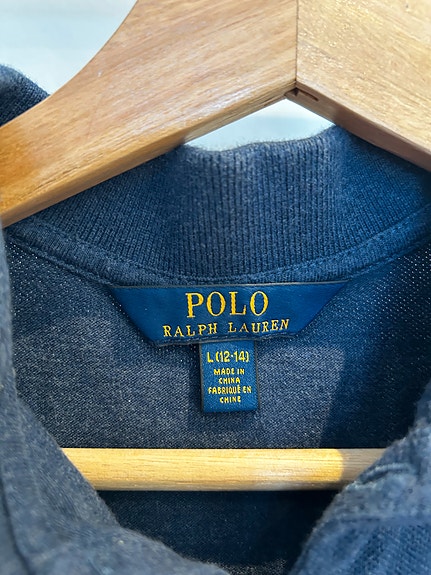 POLO
RALPH LAUREN
L (12-14)
MADE IN
CHINA
FABRIQUÉ EN
CHINE